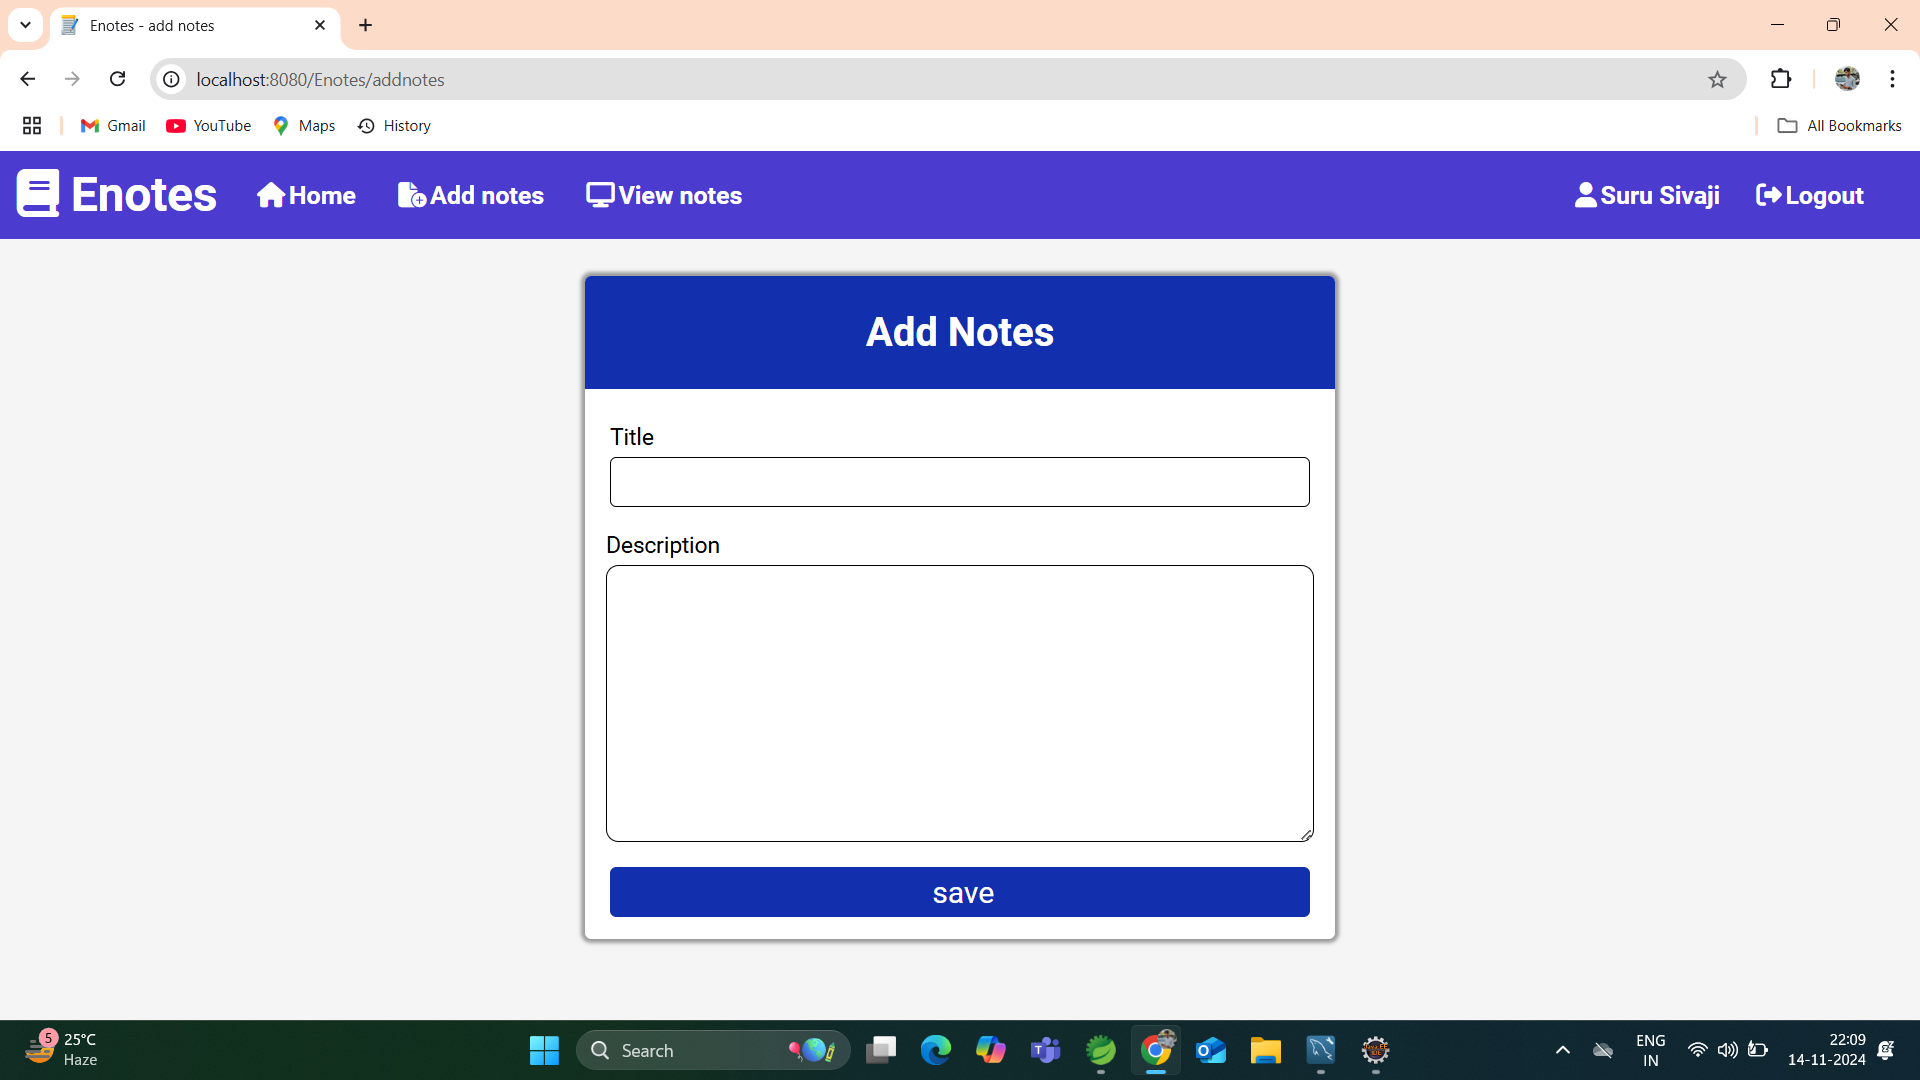 Enotes - add notes
localhost:8080/Enotes/addnotes
Gmail YouTube Maps History All Bookmarks
Enotes Home Add notes View notes Suru Sivaji Logout
Add Notes
Title
Description
save
5 25°C
Haze
Search
ENG
IN
22:09
14-11-2024